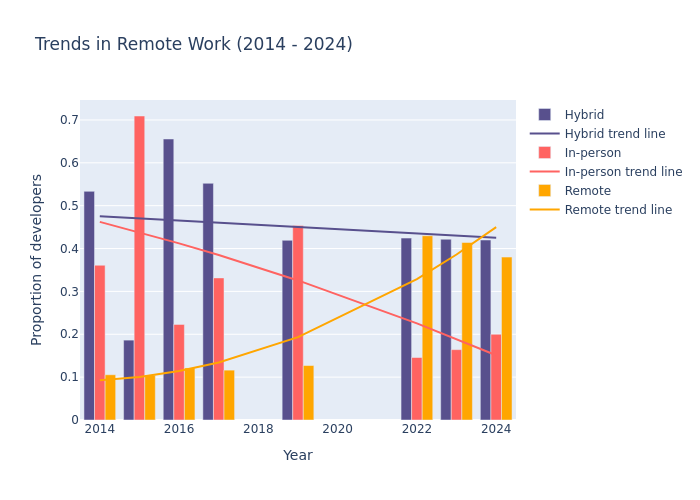 Trends in Remote Work (2014 - 2024)
Hybrid
Hybrid trend line
In-person
In-person trend line
Remote
Remote trend line
Proportion of developers
0.7
0.6
0.5
0.4
0.3
0.2
0.1
0
2014 2016 2018 2020 2022 2024
Year